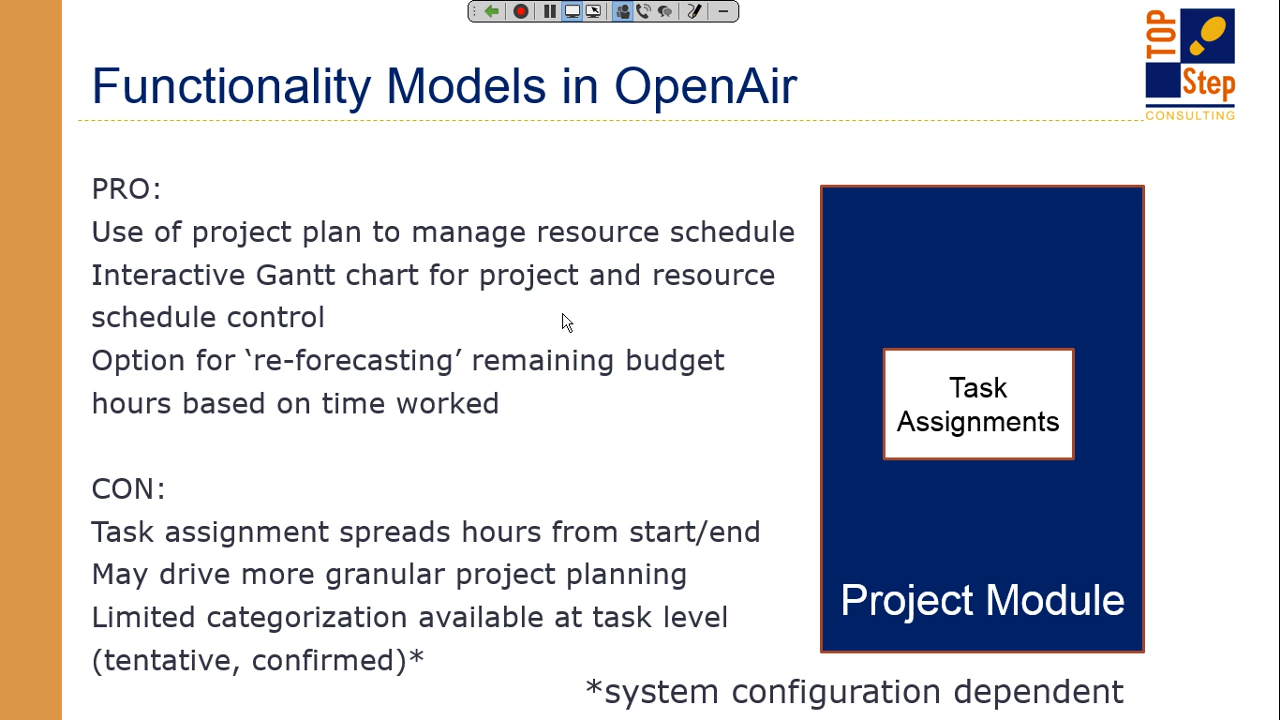 Functionality Models in OpenAir
TOP
Step
CONSULTING
PRO:
Use of project plan to manage resource schedule
Interactive Gantt chart for project and resource
schedule control
Option for ‘re-forecasting’ remaining budget
hours based on time worked
CON:
Task assignment spreads hours from start/end
May drive more granular project planning
Limited categorization available at task level
(tentative, confirmed)*
Task
Assignments
Project Module
*system configuration dependent